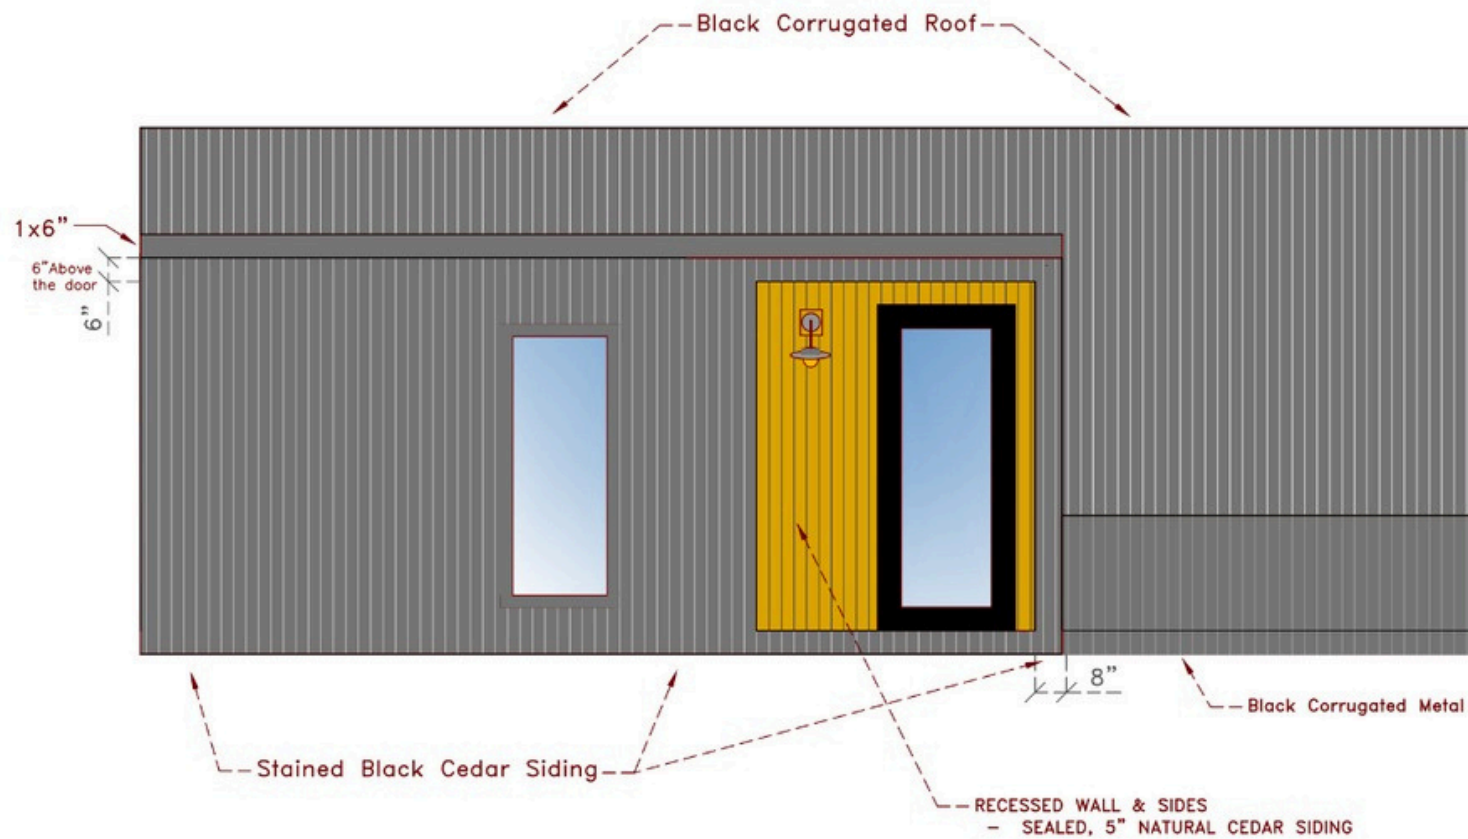 Black Corrugated Roof
1x6”
6”Above
the door
6”
8”
Black Corrugated Metal
Stained Black Cedar Siding
RECESSED WALL & SIDES
- SEALED, 5” NATURAL CEDAR SIDING